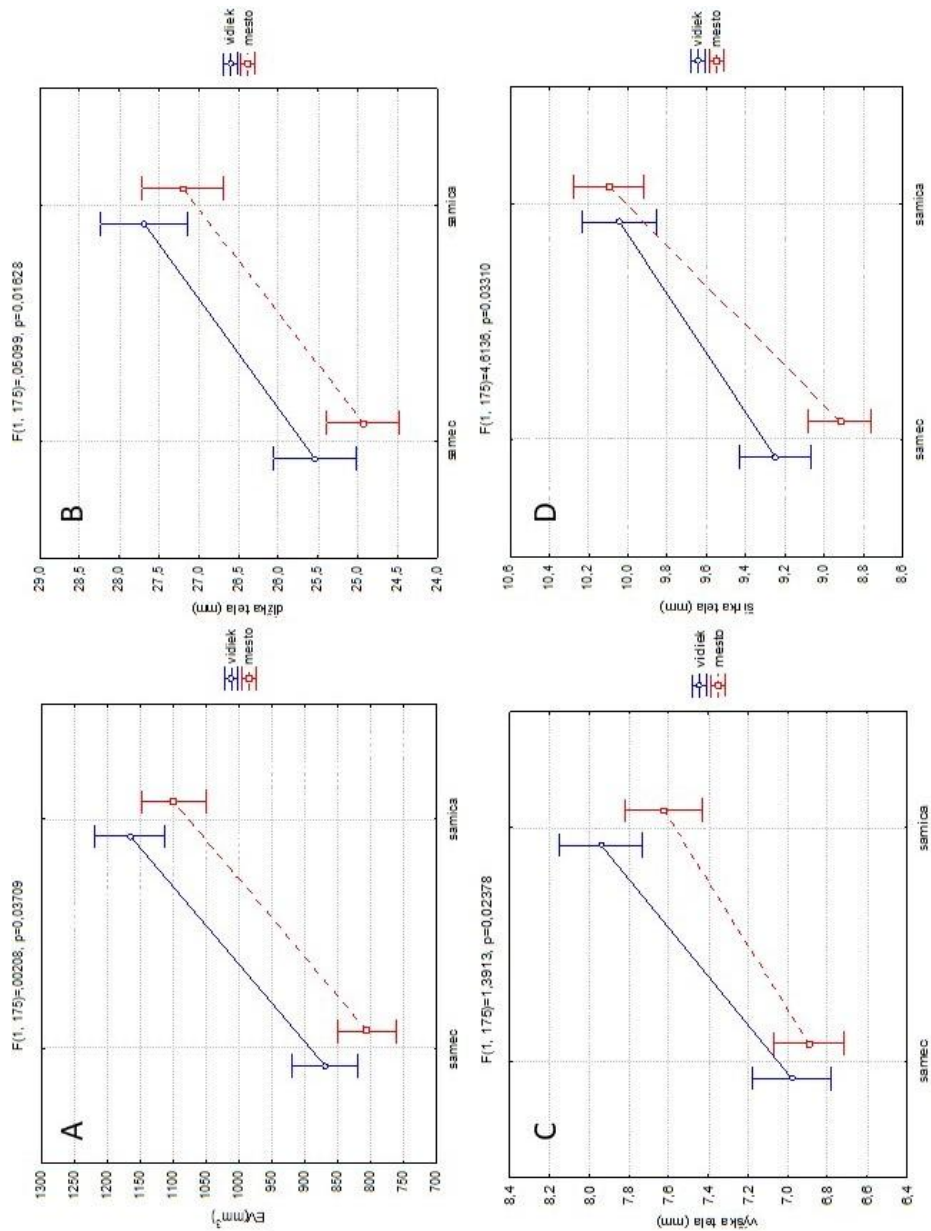 A
F(1, 175)=,00208, p=0,03709
1300
1250
1200
1150
1100
1050
1000
950
900
850
800
750
700
EV(mm³)
samec
samica
vidiek
mesto
B
F(1, 175)=,05099, p=0,01628
29,0
28,5
28,0
27,5
27,0
26,5
26,0
25,5
25,0
24,5
24,0
dĺžka tela (mm)
samec
samica
vidiek
mesto
C
F(1, 175)=1,3913, p=0,02378
8,4
8,2
8,0
7,8
7,6
7,4
7,2
7,0
6,8
6,6
6,4
výška tela (mm)
samec
samica
vidiek
mesto
D
F(1, 175)=4,6136, p=0,03310
10,6
10,4
10,2
10,0
9,8
9,6
9,4
9,2
9,0
8,8
8,6
šírka tela (mm)
samec
samica
vidiek
mesto